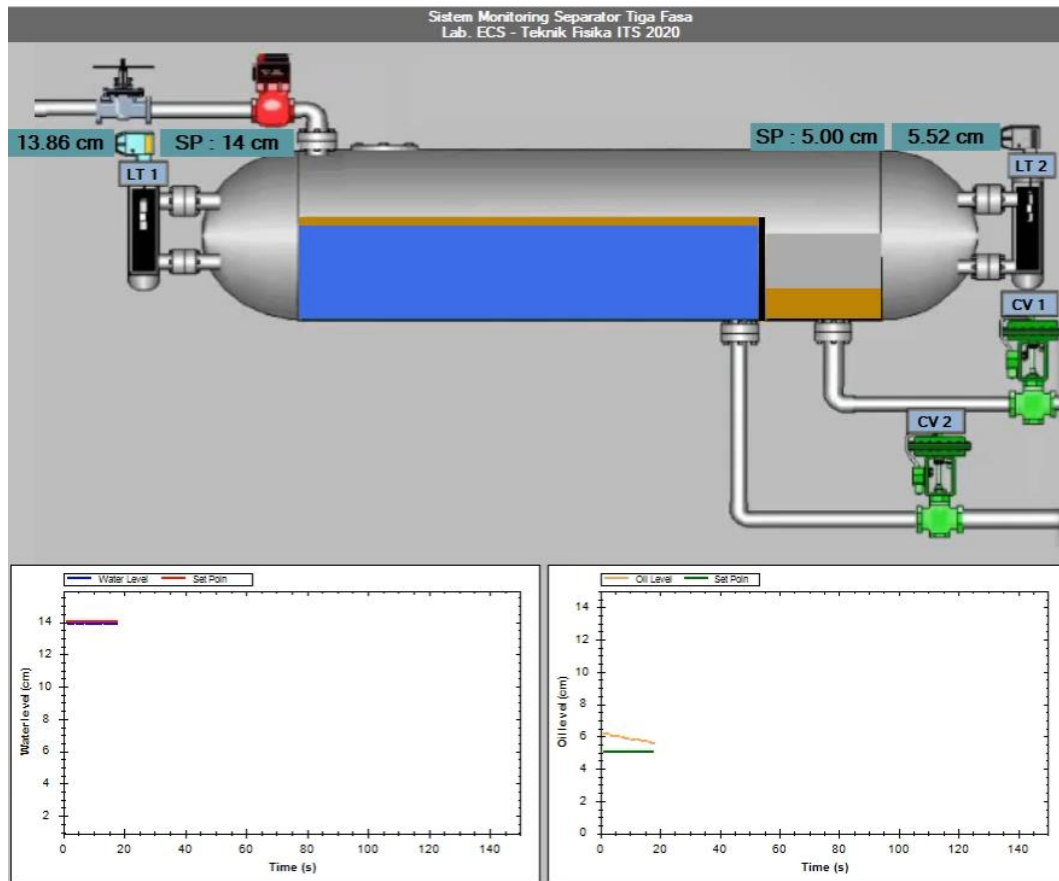 Sistem Monitoring Separator Tiga Fasa
Lab. ECS - Teknik Fisika ITS 2020
13.86 cm
SP : 14 cm
SP : 5.00 cm
5.52 cm
LT 1
LT 2
CV 1
CV 2
Water Level
Set Poin
Water level (cm)
14
12
10
8
6
4
2
0 20 40 60 80 100 120 140
Time (s)
Oil Level
Set Poin
Oil level (cm)
14
12
10
8
6
4
2
0
0 20 40 60 80 100 120 140
Time (s)